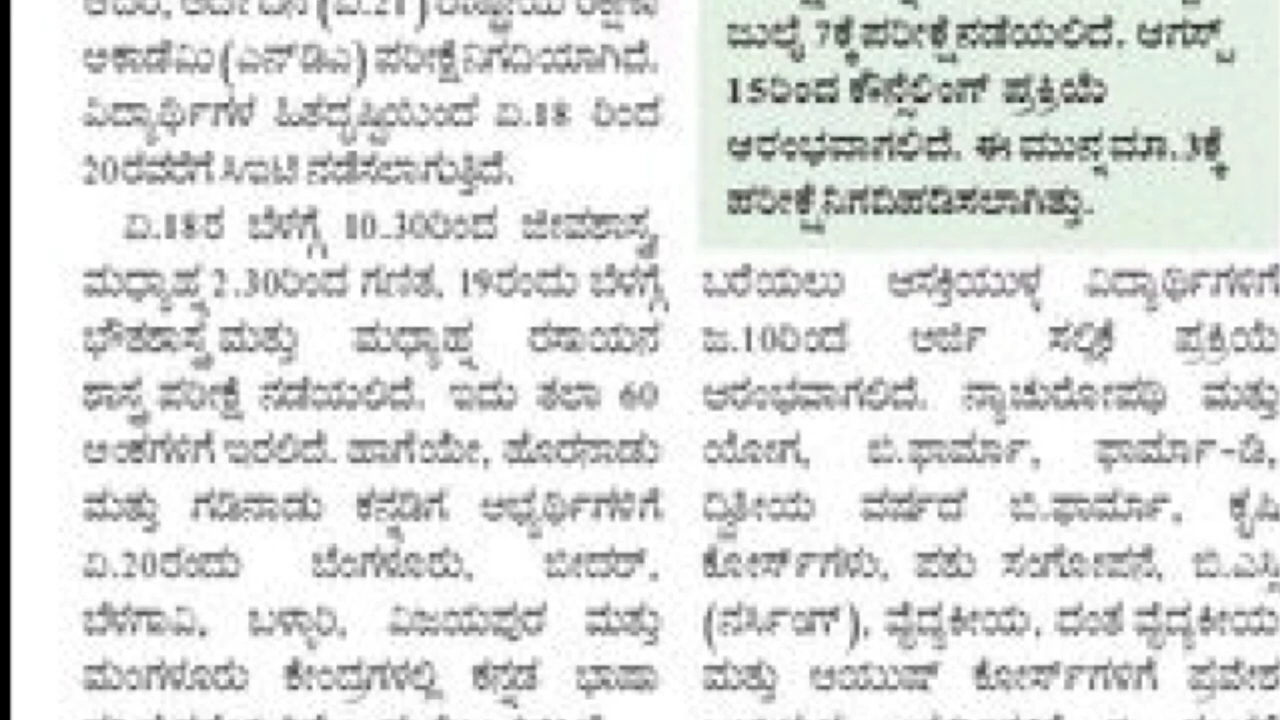 ಆಕಾಡೆಮಿ(ಎನ್‌ಡಿಎ) ಪರೀಕ್ಷೆ ನಿಗದಿಯಾಗಿದೆ.
ವಿದ್ಯಾರ್ಥಿಗಳ ಹಿತದೃಷ್ಟಿಯಿಂದ ಏ.18 ರಿಂದ
20ರವರೆಗೆ ಸಿಇಟಿ ನಡೆಸಲಾಗುತ್ತಿದೆ.
ಏ.18ರ ಬೆಳಗ್ಗೆ 10.30ರಿಂದ ಜೀವಶಾಸ್ತ್ರ
ಮಧ್ಯಾಹ್ನ 2.30ರಿಂದ ಗಣಿತ, 19ರಂದು ಬೆಳಗ್ಗೆ
ಭೌತಶಾಸ್ತ್ರ ಮತ್ತು ಮಧ್ಯಾಹ್ನ ರಸಾಯನ
ಶಾಸ್ತ್ರ ಪರೀಕ್ಷೆ ನಡೆಯಲಿದೆ. ಇದು ತಲಾ 60
ಅಂಕಗಳಿಗೆ ಇರಲಿದೆ. ಹಾಗೆಯೇ, ಹೊರನಾಡು
ಮತ್ತು ಗಡಿನಾಡು ಕನ್ನಡಿಗ ಅಭ್ಯರ್ಥಿಗಳಿಗೆ
ಏ.20ರಂದು ಬೆಂಗಳೂರು, ಬೀದರ್,
ಬೆಳಗಾವಿ, ಬಳ್ಳಾರಿ, ವಿಜಯಪುರ ಮತ್ತು
ಮಂಗಳೂರು ಕೇಂದ್ರಗಳಲ್ಲಿ ಕನ್ನಡ ಭಾಷಾ
ಜುಲೈ 7ಕ್ಕೆ ಪರೀಕ್ಷೆ ನಡೆಯಲಿದೆ. ಆಗಸ್ಟ್
15ರಿಂದ ಕೌನ್ಸೆಲಿಂಗ್ ಪ್ರಕ್ರಿಯೆ
ಆರಂಭವಾಗಲಿದೆ. ಈ ಮುನ್ನ ಮಾ.3ಕ್ಕೆ
ಪರೀಕ್ಷೆ ನಿಗದಿಪಡಿಸಲಾಗಿತ್ತು.
ಬರೆಯಲು ಆಸಕ್ತಿಯುಳ್ಳ ವಿದ್ಯಾರ್ಥಿಗಳಿಗೆ
ಜ.10ರಿಂದ ಅರ್ಜಿ ಸಲ್ಲಿಕೆ ಪ್ರಕ್ರಿಯೆ
ಆರಂಭವಾಗಲಿದೆ. ನ್ಯಾಚುರೋಪಥಿ ಮತ್ತು
ಯೋಗ, ಬಿ.ಫಾರ್ಮಾ, ಫಾರ್ಮಾ-ಡಿ,
ದ್ವಿತೀಯ ವರ್ಷದ ಬಿ.ಫಾರ್ಮಾ, ಕೃಷಿ
ಕೋರ್ಸ್‌ಗಳು, ಪಶು ಸಂಗೋಪನೆ, ಬಿ.ಎಸ್ಸಿ
(ನರ್ಸಿಂಗ್), ವೈದ್ಯಕೀಯ, ದಂತ ವೈದ್ಯಕೀಯ
ಮತ್ತು ಆಯುಷ್ ಕೋರ್ಸ್‌ಗಳಿಗೆ ಪ್ರವೇಶ